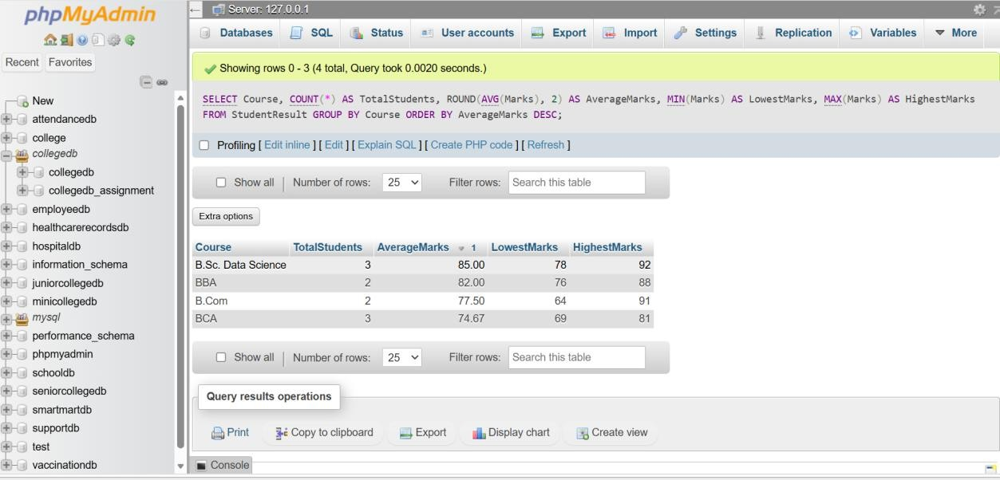 phpMyAdmin
Recent Favorites
New
attendancedb
college
collegedb
collegedb
collegedb_assignment
employeedb
healthcarerecordsdb
hospitaldb
information_schema
juniorcollegedb
minicollegedb
mysql
performance_schema
phpmyadmin
schooldb
seniorcollegedb
smartmartdb
supportdb
test
vaccinationdb
Server: 127.0.0.1
Databases SQL Status User accounts Export Import Settings Replication Variables More
Showing rows 0 - 3 (4 total, Query took 0.0020 seconds.)
SELECT Course, COUNT(*) AS TotalStudents, ROUND(AVG(Marks), 2) AS AverageMarks, MIN(Marks) AS LowestMarks, MAX(Marks) AS HighestMarks
FROM StudentResult GROUP BY Course ORDER BY AverageMarks DESC;
Profiling [ Edit inline ] [ Edit ] [ Explain SQL ] [ Create PHP code ] [ Refresh ]
Show all | Number of rows: 25 Filter rows: Search this table
Extra options
Course TotalStudents AverageMarks 1 LowestMarks HighestMarks
B.Sc. Data Science 3 85.00 78 92
BBA 2 82.00 76 88
B.Com 2 77.50 64 91
BCA 3 74.67 69 81
Show all | Number of rows: 25 Filter rows: Search this table
Query results operations
Print Copy to clipboard Export Display chart Create view
Console